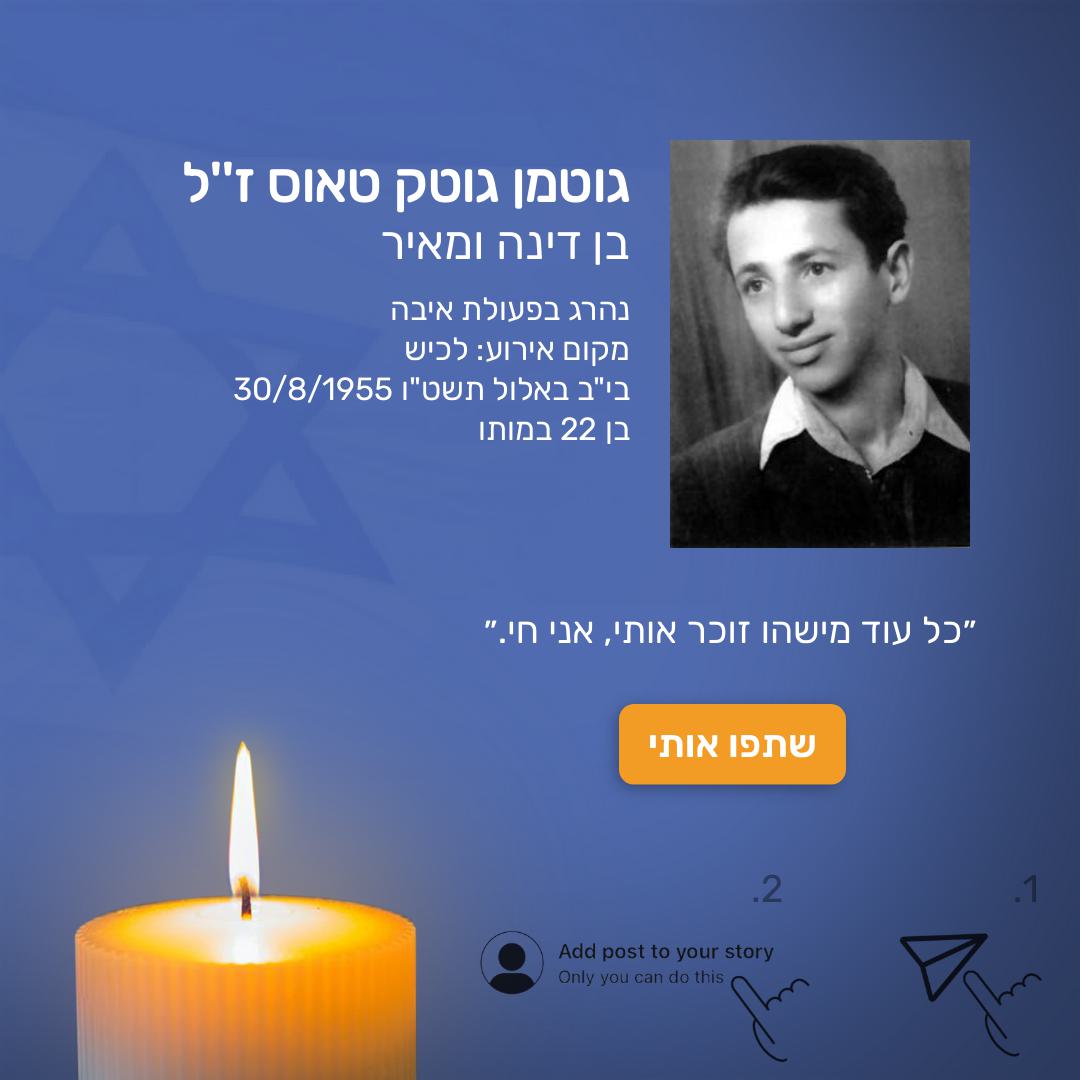 גוטמן גוטק טאוס ז"ל
בן דינה ומאיר
נהרג בפעולת איבה
מקום אירוע: לכיש
בי"ב באלול תשט"ו 30/8/1955
בן 22 במותו
״כל עוד מישהו זוכר אותי, אני חי.״
שתפו אותי
1.
2.
Add post to your story
Only you can do this